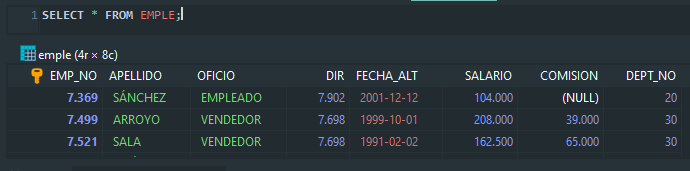 1 SELECT * FROM EMPLE;
emple (4r × 8c)
EMP_NO APELLIDO OFICIO DIR FECHA_ALT SALARIO COMISION DEPT_NO
7.369 SÁNCHEZ EMPLEADO 7.902 2001-12-12 104.000 (NULL) 20
7.499 ARROYO VENDEDOR 7.698 1999-10-01 208.000 39.000 30
7.521 SALA VENDEDOR 7.698 1991-02-02 162.500 65.000 30